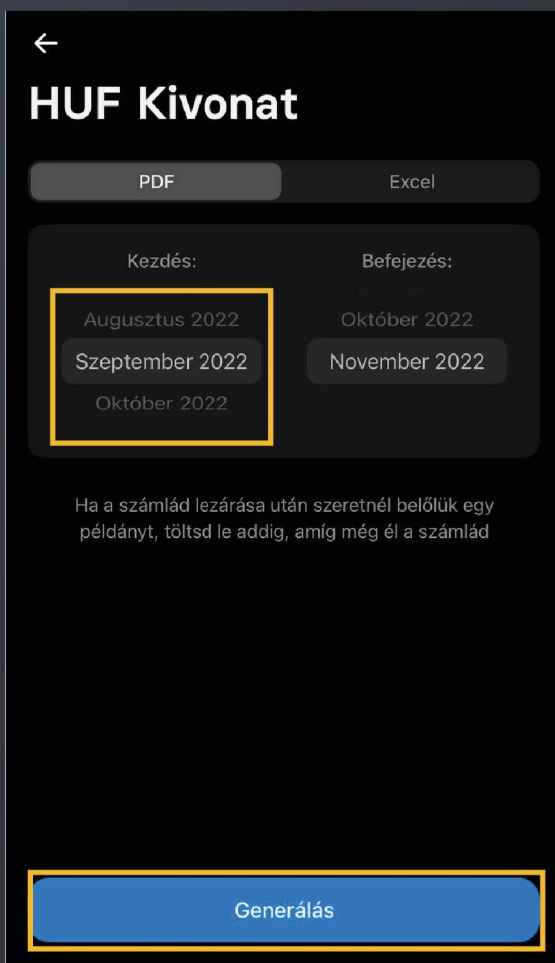 HUF Kivonat
PDF Excel
Kezdés: Befejezés:
Augusztus 2022 Október 2022
Szeptember 2022 November 2022
Október 2022
Ha a számlád lezárása után szeretnél belőlük egy
példányt, töltsd le addig, amíg még él a számlád
Generálás